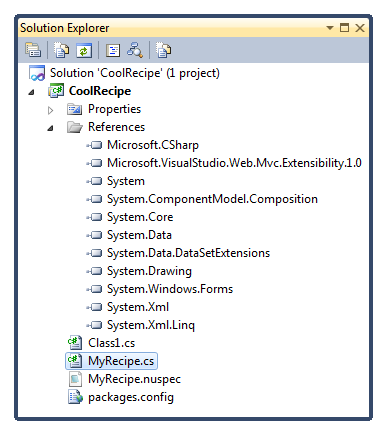 Solution Explorer
Solution 'CoolRecipe' (1 project)
CoolRecipe
Properties
References
Microsoft.CSharp
Microsoft.VisualStudio.Web.Mvc.Extensibility.1.0
System
System.ComponentModel.Composition
System.Core
System.Data
System.Data.DataSetExtensions
System.Drawing
System.Windows.Forms
System.Xml
System.Xml.Linq
Class1.cs
MyRecipe.cs
MyRecipe.nuspec
packages.config